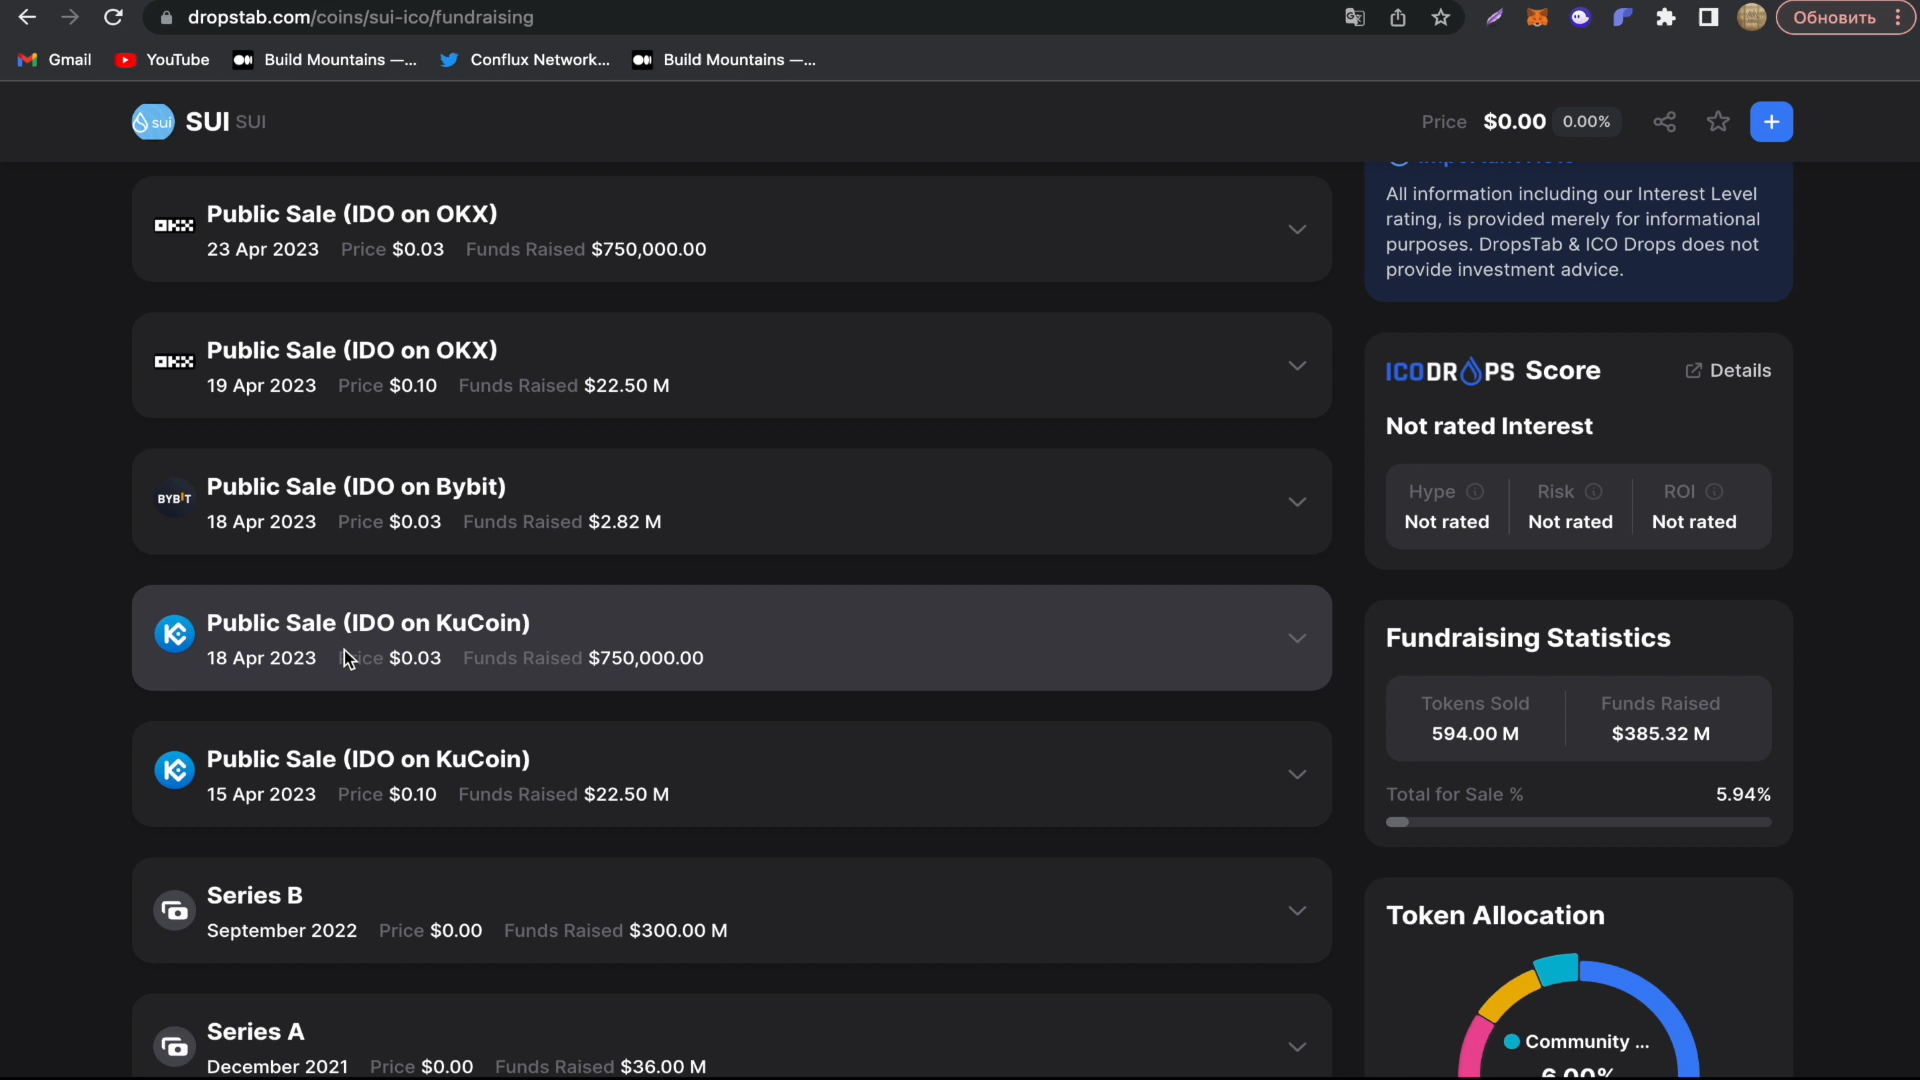 dropstab.com/coins/sui-ico/fundraising
Обновить
Gmail
YouTube
Build Mountains —...
Conflux Network...
Build Mountains —...
sui
SUI SUI
Price $0.00 0.00%
Public Sale (IDO on OKX)
23 Apr 2023 Price $0.03 Funds Raised $750,000.00
Public Sale (IDO on OKX)
19 Apr 2023 Price $0.10 Funds Raised $22.50 M
BYBIT
Public Sale (IDO on Bybit)
18 Apr 2023 Price $0.03 Funds Raised $2.82 M
Public Sale (IDO on KuCoin)
18 Apr 2023 Price $0.03 Funds Raised $750,000.00
Public Sale (IDO on KuCoin)
15 Apr 2023 Price $0.10 Funds Raised $22.50 M
Series B
September 2022 Price $0.00 Funds Raised $300.00 M
Series A
December 2021 Price $0.00 Funds Raised $36.00 M
All information including our Interest Level
rating, is provided merely for informational
purposes. DropsTab & ICO Drops does not
provide investment advice.
ICODROPS Score
Details
Not rated Interest
Hype Risk ROI
Not rated Not rated Not rated
Fundraising Statistics
Tokens Sold Funds Raised
594.00 M $385.32 M
Total for Sale % 5.94%
Token Allocation
Community ...
6.00%